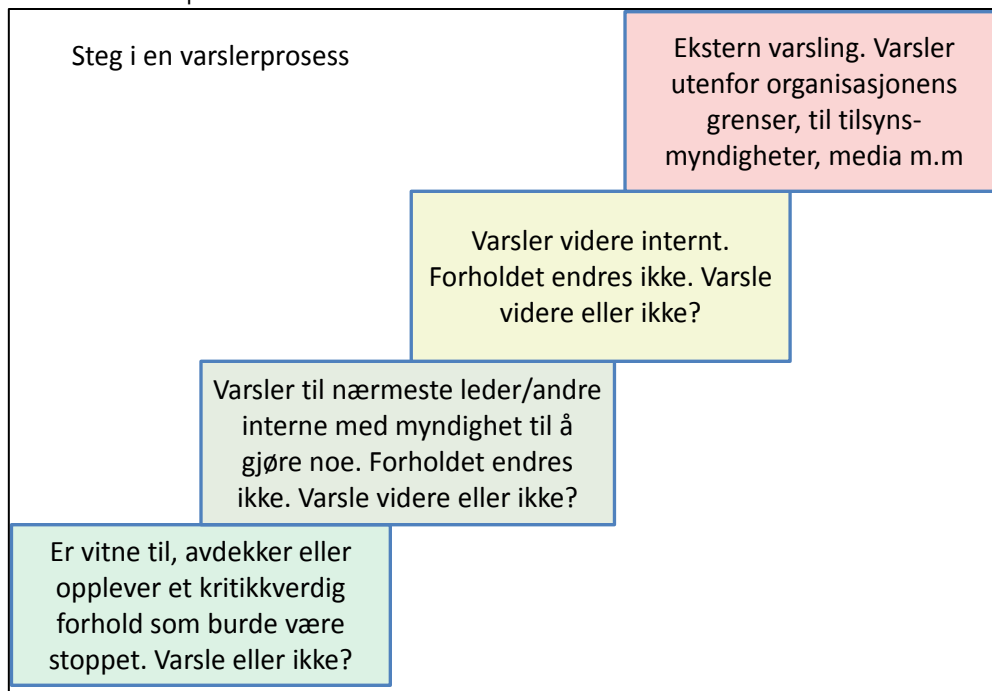 Steg i en varslerprosess
Ekstern varsling. Varsler
utenfor organisasjonens
grenser, til tilsyns-
myndigheter, media m.m
Varsler videre internt.
Forholdet endres ikke. Varsle
videre eller ikke?
Varsler til nærmeste leder/andre
interne med myndighet til å
gjøre noe. Forholdet endres
ikke. Varsle videre eller ikke?
Er vitne til, avdekker eller
opplever et kritikkverdig
forhold som burde være
stoppet. Varsle eller ikke?